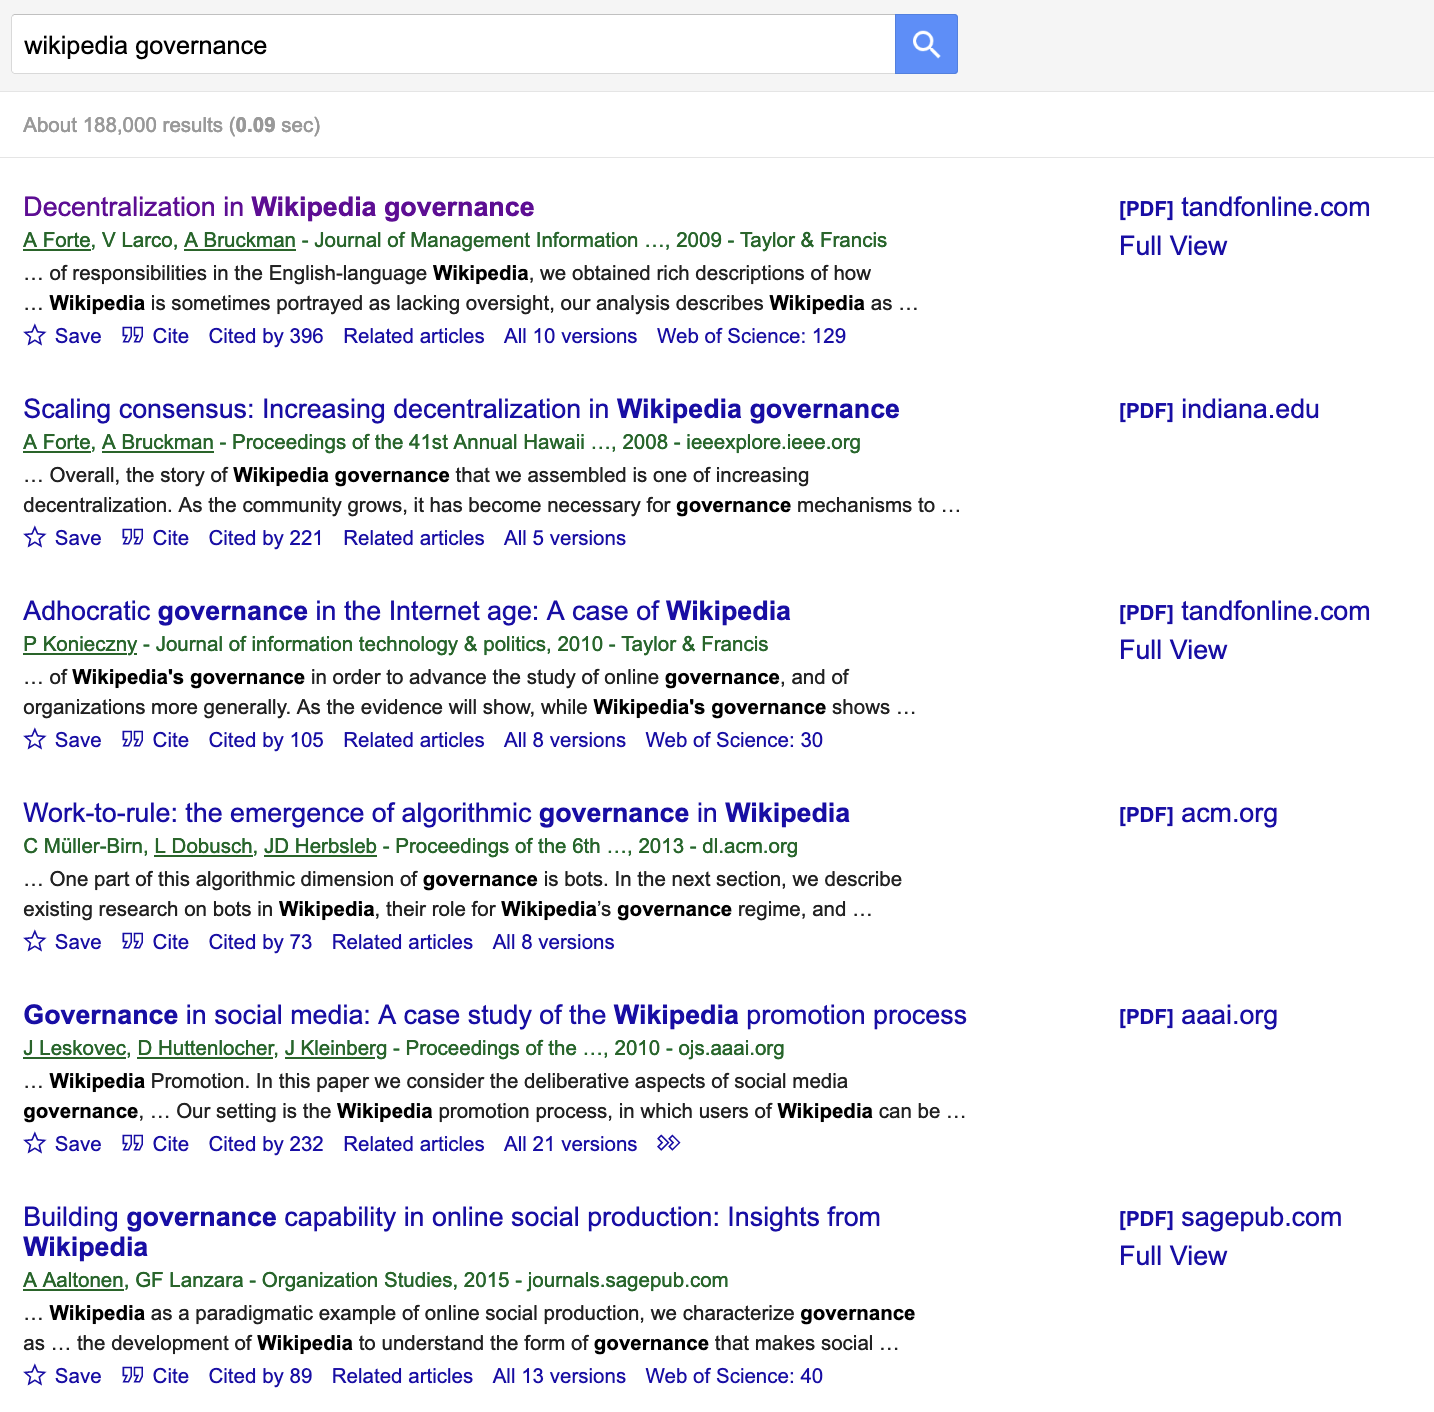 wikipedia governance
About 188,000 results (0.09 sec)
Decentralization in Wikipedia governance
A Forte, V Larco, A Bruckman - Journal of Management Information …, 2009 - Taylor & Francis
… of responsibilities in the English-language Wikipedia, we obtained rich descriptions of how
… Wikipedia is sometimes portrayed as lacking oversight, our analysis describes Wikipedia as …
Save Cite Cited by 396 Related articles All 10 versions Web of Science: 129
[PDF] tandfonline.com
Full View
Scaling consensus: Increasing decentralization in Wikipedia governance
A Forte, A Bruckman - Proceedings of the 41st Annual Hawaii …, 2008 - ieeexplore.ieee.org
… Overall, the story of Wikipedia governance that we assembled is one of increasing
decentralization. As the community grows, it has become necessary for governance mechanisms to …
Save Cite Cited by 221 Related articles All 5 versions
[PDF] indiana.edu
Adhocratic governance in the Internet age: A case of Wikipedia
P Konieczny - Journal of information technology & politics, 2010 - Taylor & Francis
… of Wikipedia's governance in order to advance the study of online governance, and of
organizations more generally. As the evidence will show, while Wikipedia's governance shows …
Save Cite Cited by 105 Related articles All 8 versions Web of Science: 30
[PDF] tandfonline.com
Full View
Work-to-rule: the emergence of algorithmic governance in Wikipedia
C Müller-Birn, L Dobusch, JD Herbsleb - Proceedings of the 6th …, 2013 - dl.acm.org
… One part of this algorithmic dimension of governance is bots. In the next section, we describe
existing research on bots in Wikipedia, their role for Wikipedia’s governance regime, and …
Save Cite Cited by 73 Related articles All 8 versions
[PDF] acm.org
Governance in social media: A case study of the Wikipedia promotion process
J Leskovec, D Huttenlocher, J Kleinberg - Proceedings of the …, 2010 - ojs.aaai.org
… Wikipedia Promotion. In this paper we consider the deliberative aspects of social media
governance, … Our setting is the Wikipedia promotion process, in which users of Wikipedia can be …
Save Cite Cited by 232 Related articles All 21 versions
[PDF] aaai.org
Building governance capability in online social production: Insights from
Wikipedia
A Aaltonen, GF Lanzara - Organization Studies, 2015 - journals.sagepub.com
… Wikipedia as a paradigmatic example of online social production, we characterize governance
as … the development of Wikipedia to understand the form of governance that makes social …
Save Cite Cited by 89 Related articles All 13 versions Web of Science: 40
[PDF] sagepub.com
Full View